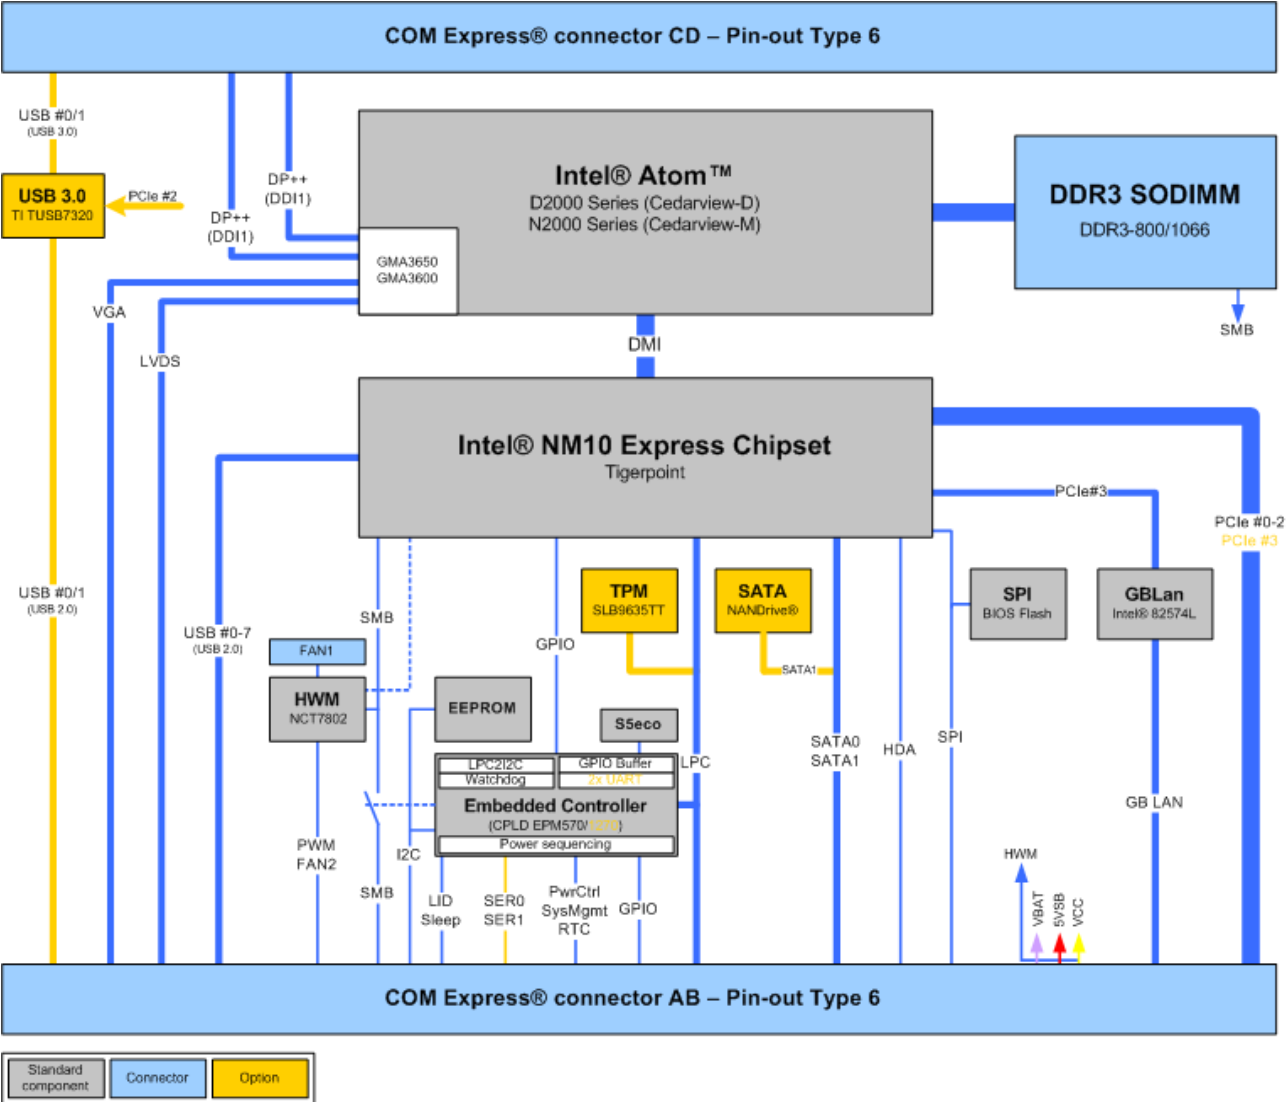 COM Express® connector CD – Pin-out Type 6
USB #0/1
(USB 3.0)
USB 3.0
TI TUSB7320
PCIe #2
DP++
(DDI1)
DP++
(DDI1)
Intel® Atom™
D2000 Series (Cedarview-D)
N2000 Series (Cedarview-M)
GMA3650
GMA3600
DDR3 SODIMM
DDR3-800/1066
SMB
VGA
LVDS
DMI
Intel® NM10 Express Chipset
Tigerpoint
PCIe#3
PCIe #0-2
PCIe #3
USB #0/1
(USB 2.0)
USB #0-7
(USB 2.0)
SMB
FAN1
HWM
NCT7802
GPIO
TPM
SLB9635TT
SATA
NANDrive®
SATA1
SPI
BIOS Flash
GBLan
Intel® 82574L
EEPROM
S5eco
LPC2I2C
Watchdog
GPIO Buffer
2x UART
Embedded Controller
(CPLD EPM570/1270)
Power sequencing
LPC
SATA0
SATA1
HDA
SPI
GB LAN
PWM
FAN2
I2C
SMB
LID
Sleep
SER0
SER1
PwrCtrl
SysMgmt
RTC
GPIO
HWM
VBAT
5VSB
VCC
COM Express® connector AB – Pin-out Type 6
Standard
component
Connector
Option